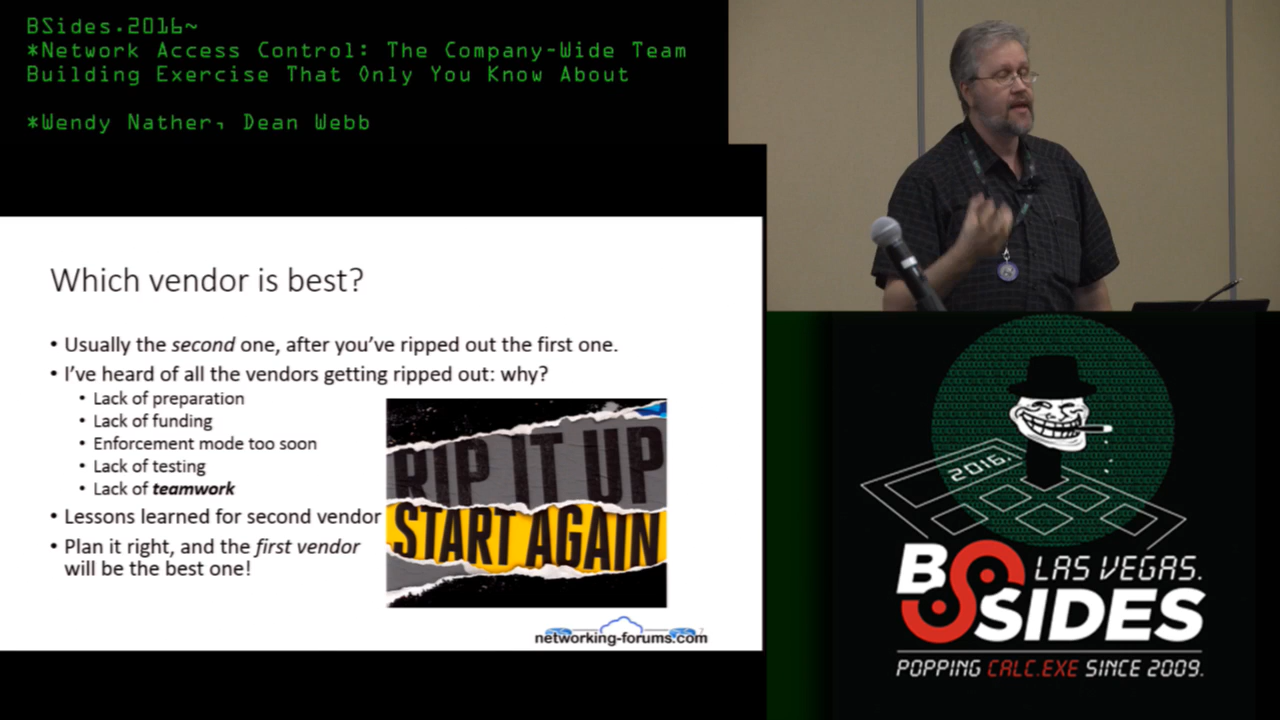 BSides.2016~
*Network Access Control: The Company-Wide Team
Building Exercise That Only You Know About
*Wendy Nather, Dean Webb
Which vendor is best?
• Usually the second one, after you've ripped out the first one.
• I've heard of all the vendors getting ripped out: why?
• Lack of preparation
• Lack of funding
• Enforcement mode too soon
• Lack of testing
• Lack of teamwork
• Lessons learned for second vendor
• Plan it right, and the first vendor
will be the best one!
RIP IT UP
START AGAIN
networking-forums.com
2016.
BSIDES
LAS VEGAS.
POPPING CALC.EXE SINCE 2009.